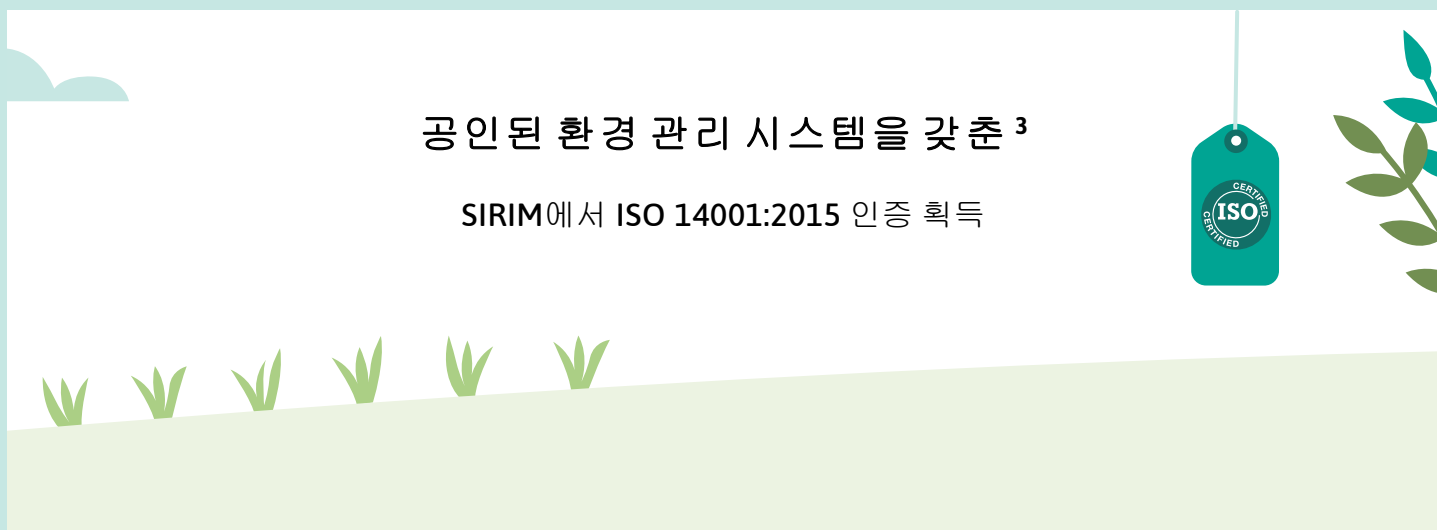 공인된 환경 관리 시스템을 갖춘 ³
SIRIM에서 ISO 14001:2015 인증 획득
CERTIFIED
ISO
CERTIFIED